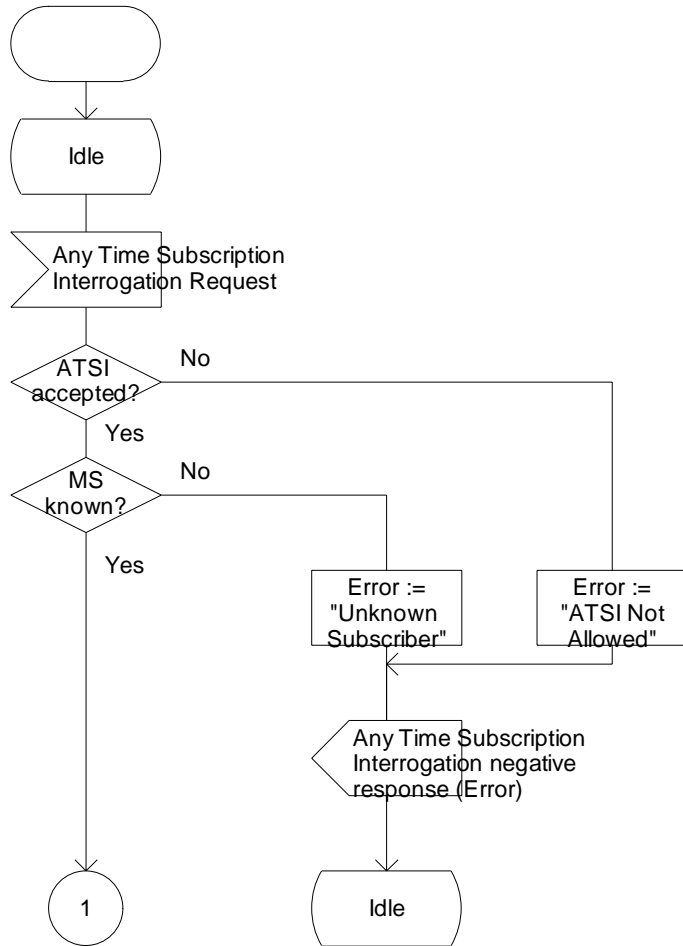 Idle
Any Time Subscription
Interrogation Request
ATSI
accepted?
No
Yes
MS
known?
No
Yes
Error :=
"Unknown
Subscriber"
Error :=
"ATSI Not
Allowed"
Any Time Subscription
Interrogation negative
response (Error)
1
Idle